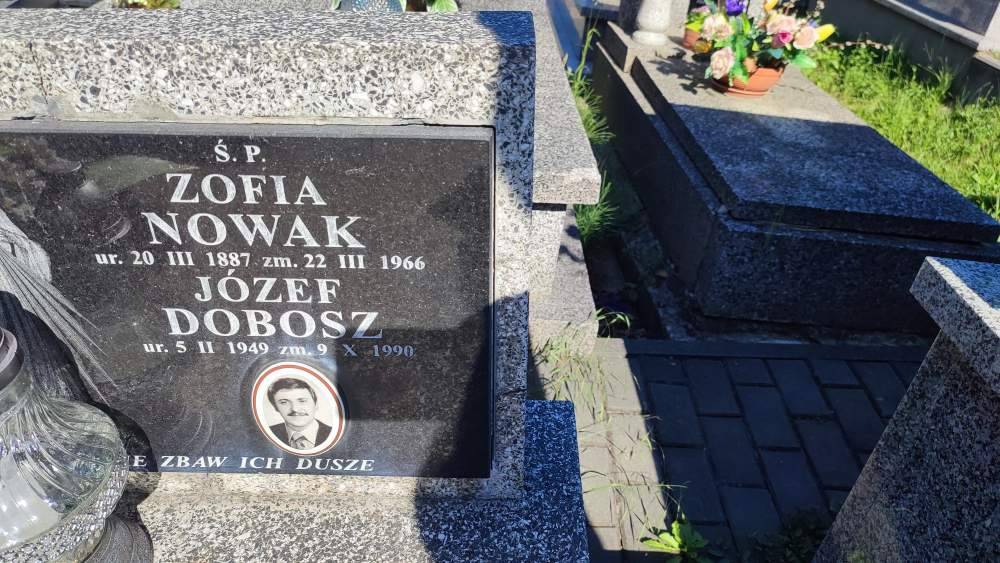 Ś. P.
ZOFIA
NOWAK
ur. 20 III 1887 zm. 22 III 1966
JÓZEF
DOBOSZ
ur. 5 II 1949 zm. 9 X 1990
ZBAW ICH DUSZE